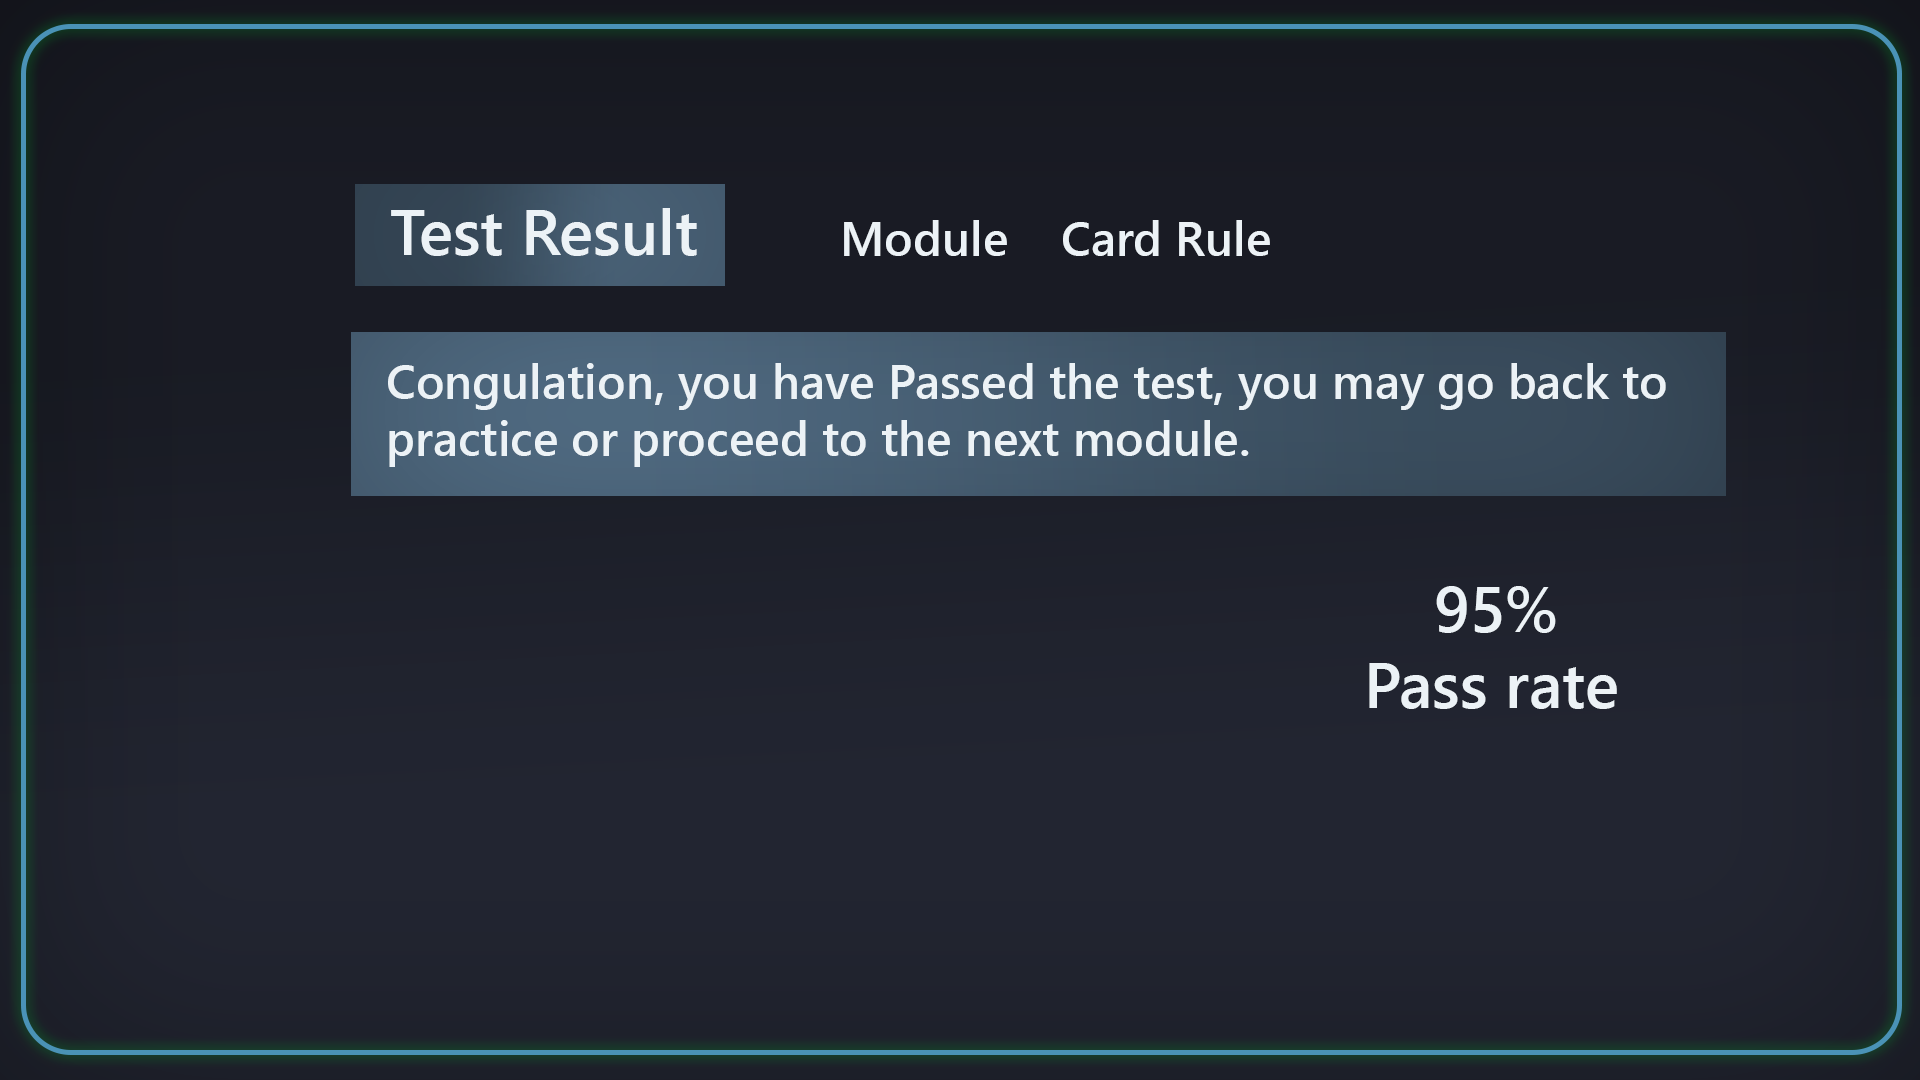 Test Result
Module Card Rule
Congulation, you have Passed the test, you may go back to
practice or proceed to the next module.
95%
Pass rate